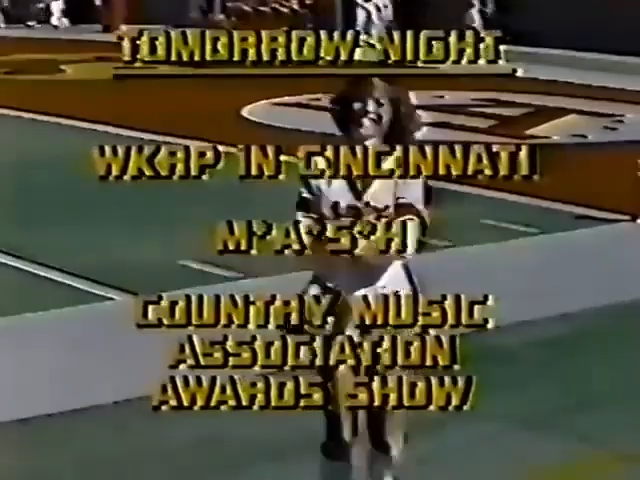 TOMORROW NIGHT
WKRP IN CINCINNATI
M*A*S*H
COUNTRY MUSIC
ASSOCIATION
AWARDS SHOW